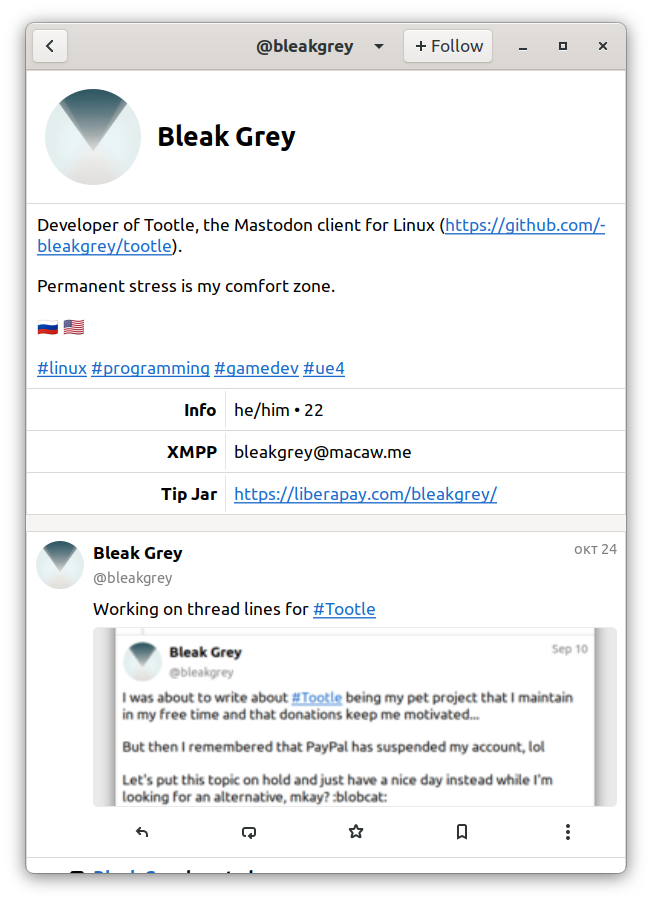 @bleakgrey
+ Follow
Bleak Grey
Developer of Tootle, the Mastodon client for Linux (https://github.com/-
bleakgrey/tootle).
Permanent stress is my comfort zone.
🇷🇺 🇺🇸
#linux #programming #gamedev #ue4
Info he/him • 22
XMPP bleakgrey@macaw.me
Tip Jar https://liberapay.com/bleakgrey/
Bleak Grey окт 24
@bleakgrey
Working on thread lines for #Tootle
Bleak Grey Sep 10
@bleakgrey
I was about to write about #Tootle being my pet project that I maintain
in my free time and that donations keep me motivated...
But then I remembered that PayPal has suspended my account, lol
Let's put this topic on hold and just have a nice day instead while I'm
looking for an alternative, mkay? :blobcat: